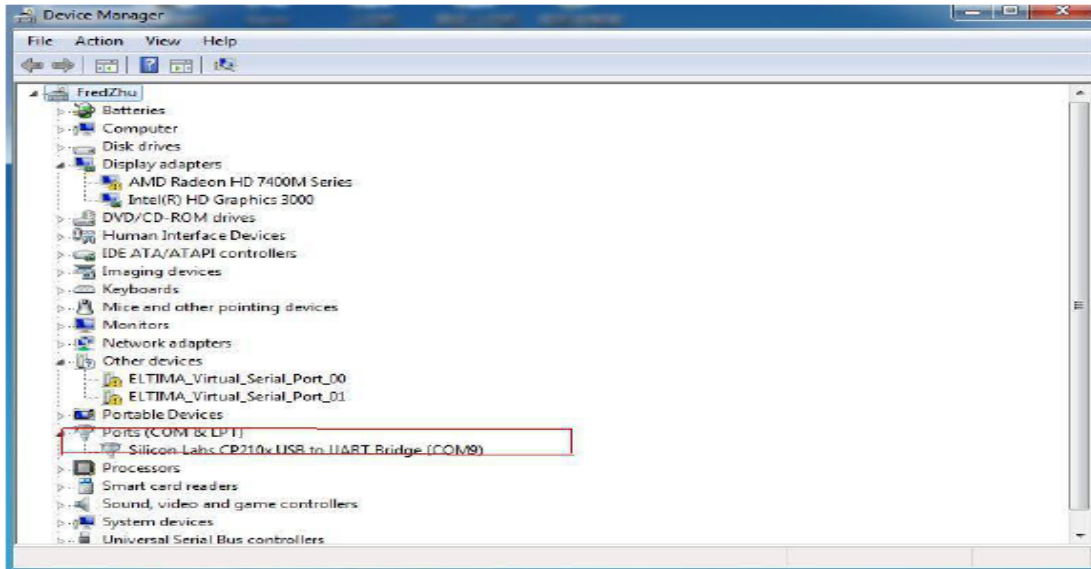 Device Manager
File Action View Help
FredZhu
Batteries
Computer
Disk drives
Display adapters
AMD Radeon HD 7400M Series
Intel(R) HD Graphics 3000
DVD/CD-ROM drives
Human Interface Devices
IDE ATA/ATAPI controllers
Imaging devices
Keyboards
Mice and other pointing devices
Monitors
Network adapters
Other devices
ELTIMA_Virtual_Serial_Port_00
ELTIMA_Virtual_Serial_Port_01
Portable Devices
Ports (COM & LPT)
Silicon Labs CP210x USB to UART Bridge (COM9)
Processors
Smart card readers
Sound, video and game controllers
System devices
Universal Serial Bus controllers